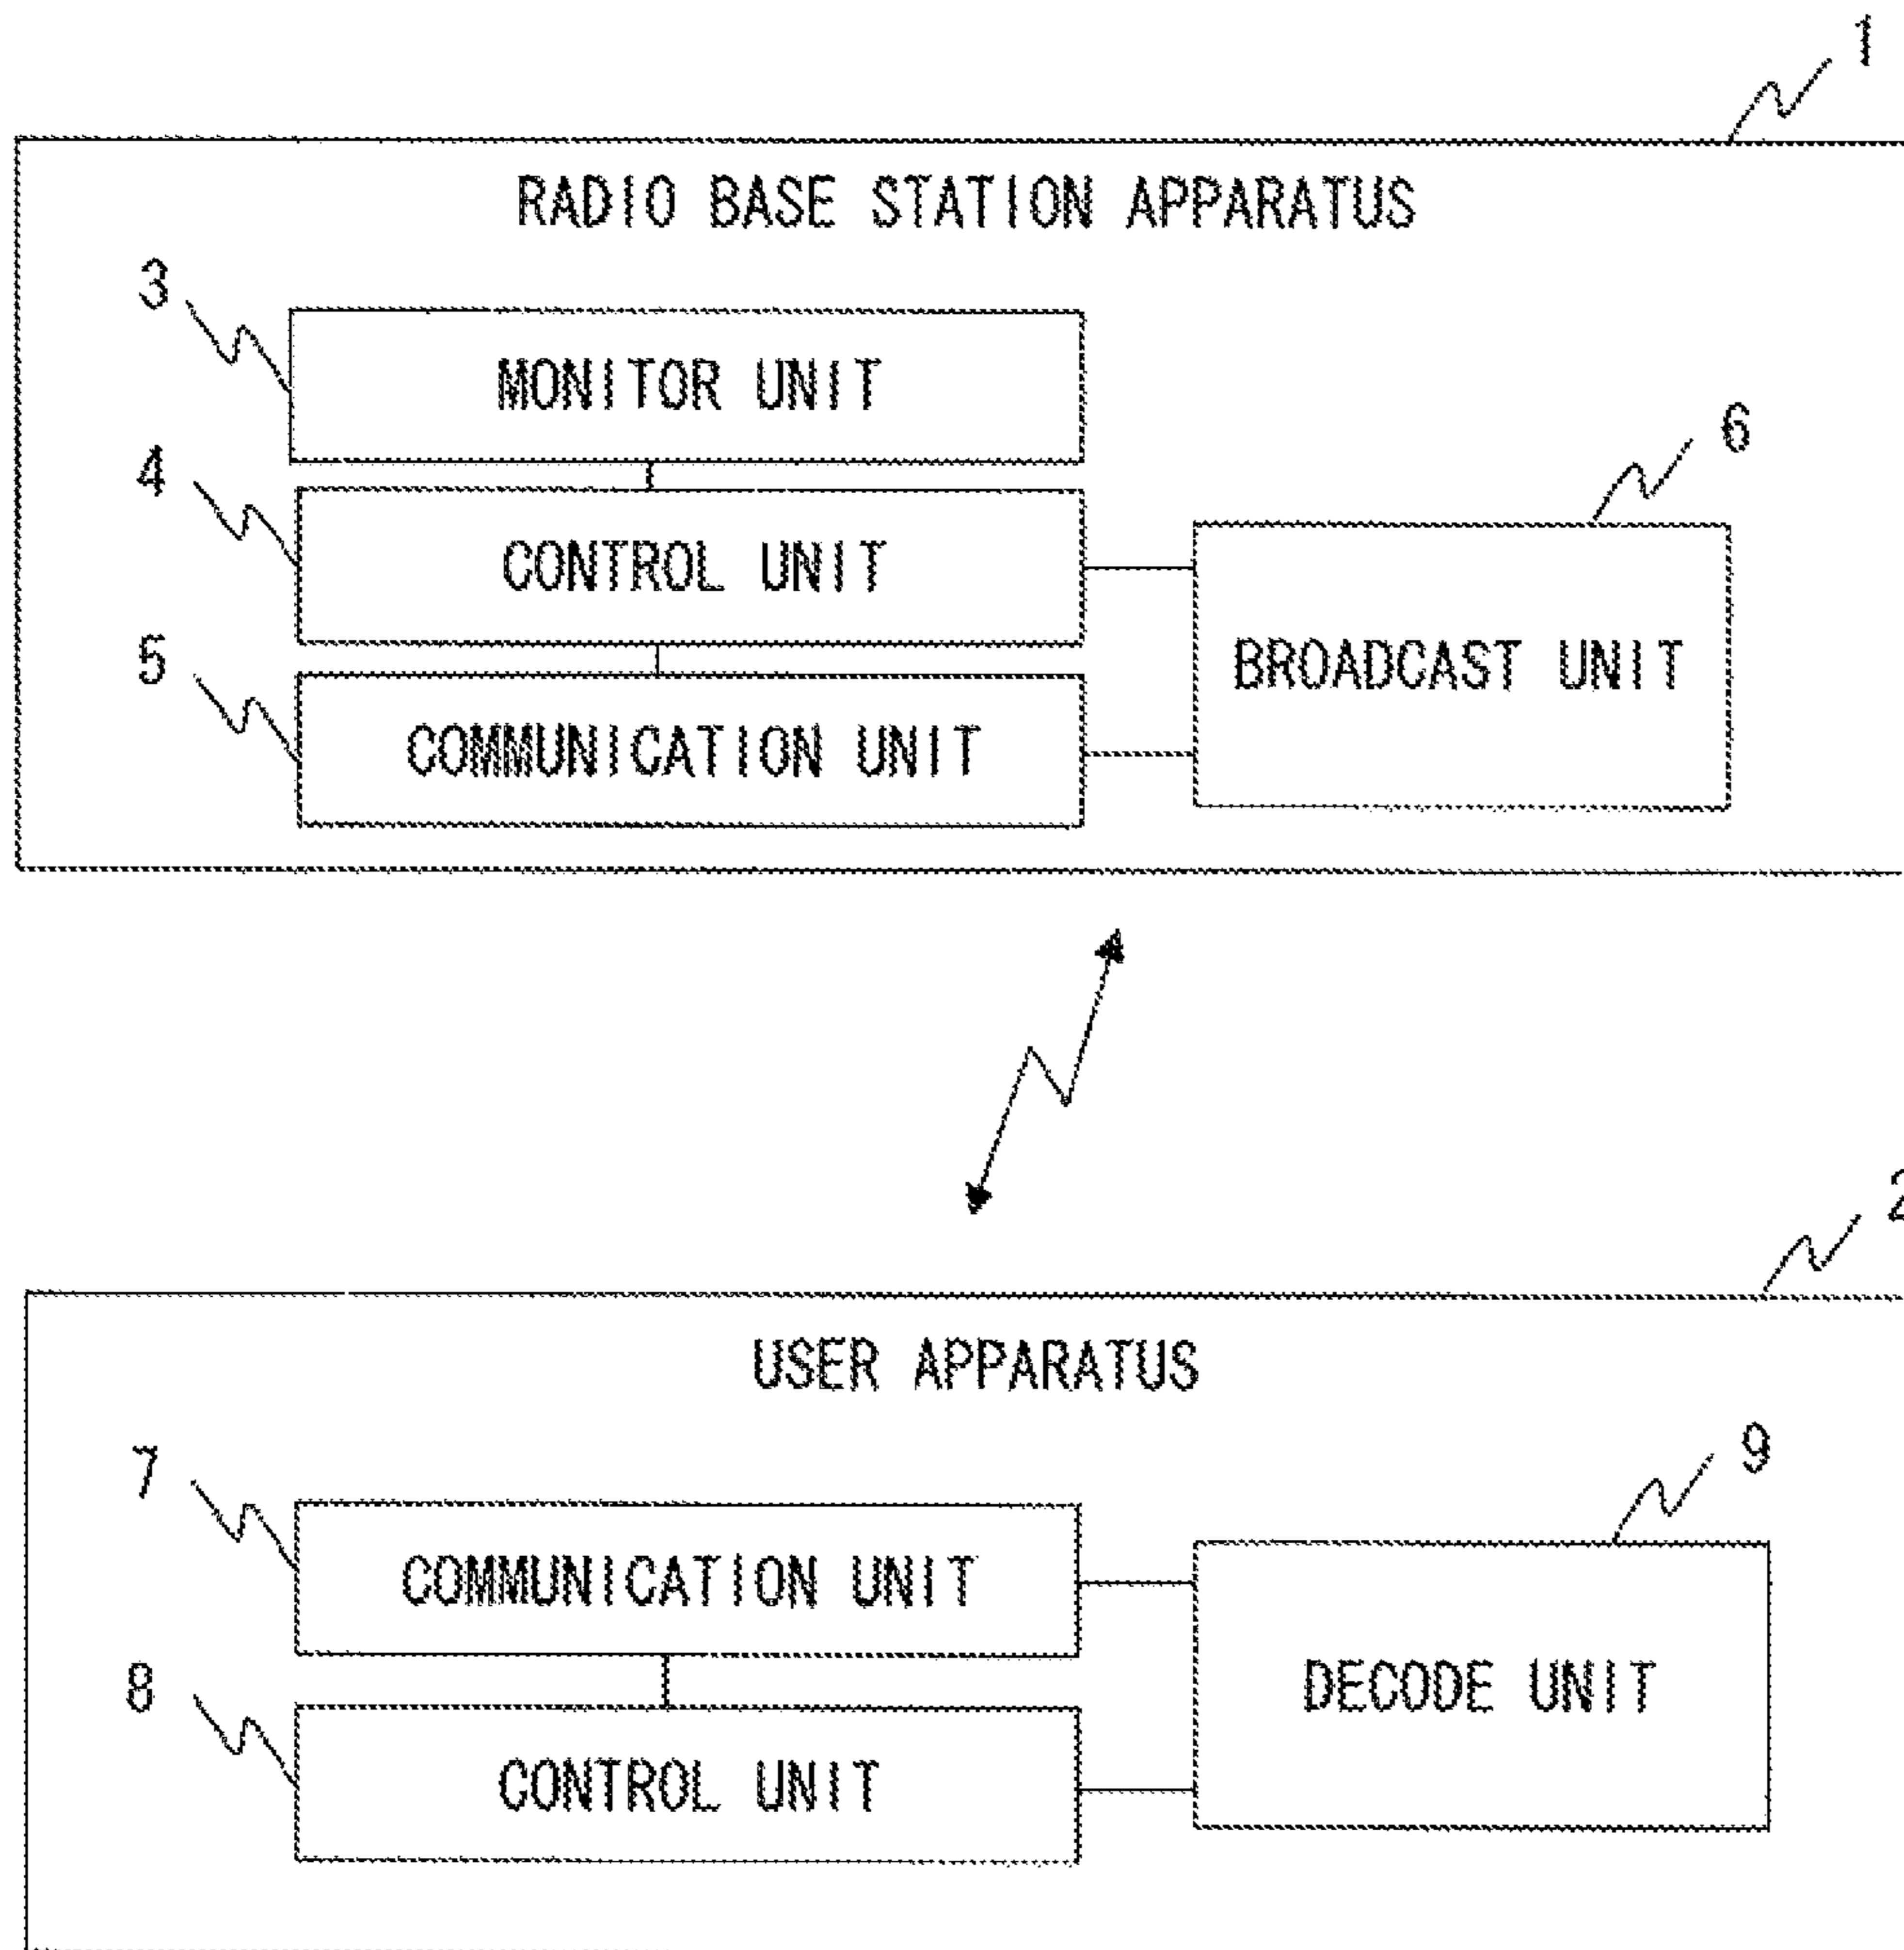 1
RADIO BASE STATION APPARATUS
3
MONITOR UNIT
4
CONTROL UNIT
6
BROADCAST UNIT
5
COMMUNICATION UNIT
2
USER APPARATUS
7
COMMUNICATION UNIT
9
DECODE UNIT
8
CONTROL UNIT